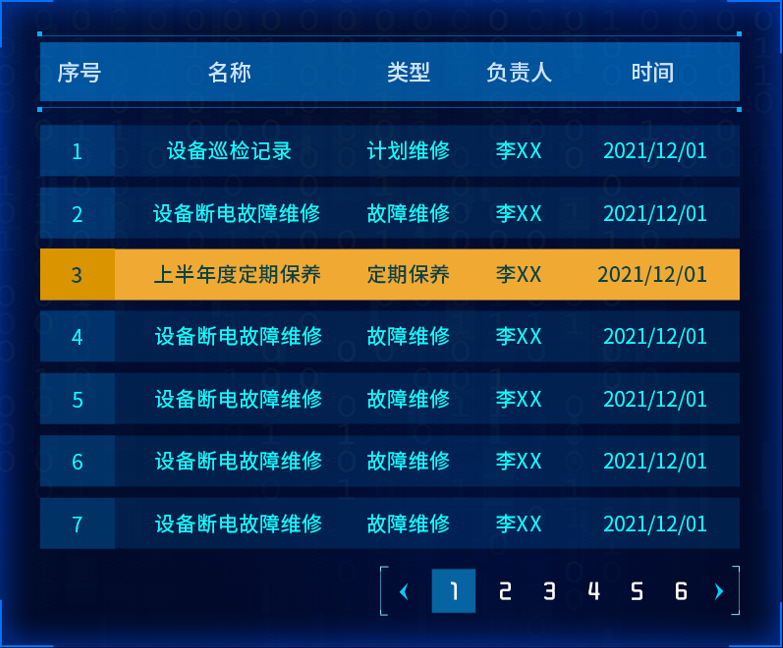 序号 名称 类型 负责人 时间
1 设备巡检记录 计划维修 李XX 2021/12/01
2 设备断电故障维修 故障维修 李XX 2021/12/01
3 上半年度定期保养 定期保养 李XX 2021/12/01
4 设备断电故障维修 故障维修 李XX 2021/12/01
5 设备断电故障维修 故障维修 李XX 2021/12/01
6 设备断电故障维修 故障维修 李XX 2021/12/01
7 设备断电故障维修 故障维修 李XX 2021/12/01
1 2 3 4 5 6